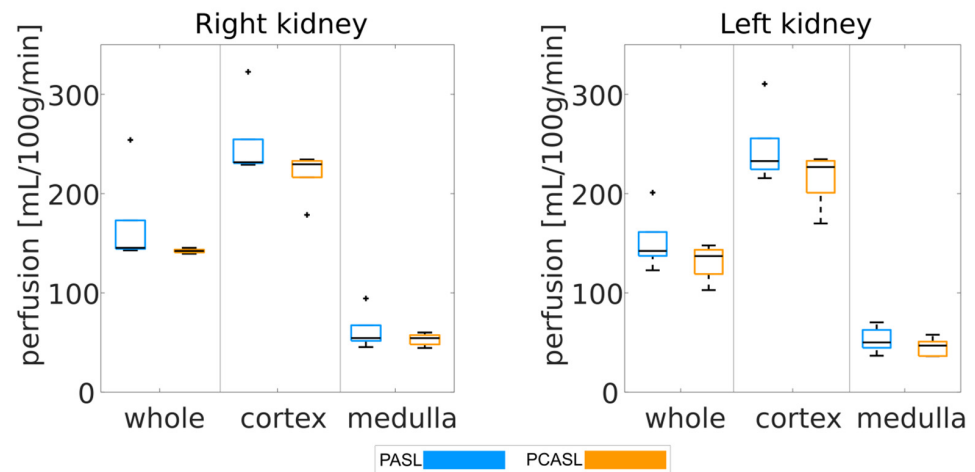 Right kidney
perfusion [mL/100g/min]
300
200
100
0
whole cortex medulla
Left kidney
perfusion [mL/100g/min]
300
200
100
0
whole cortex medulla
PASL PCASL